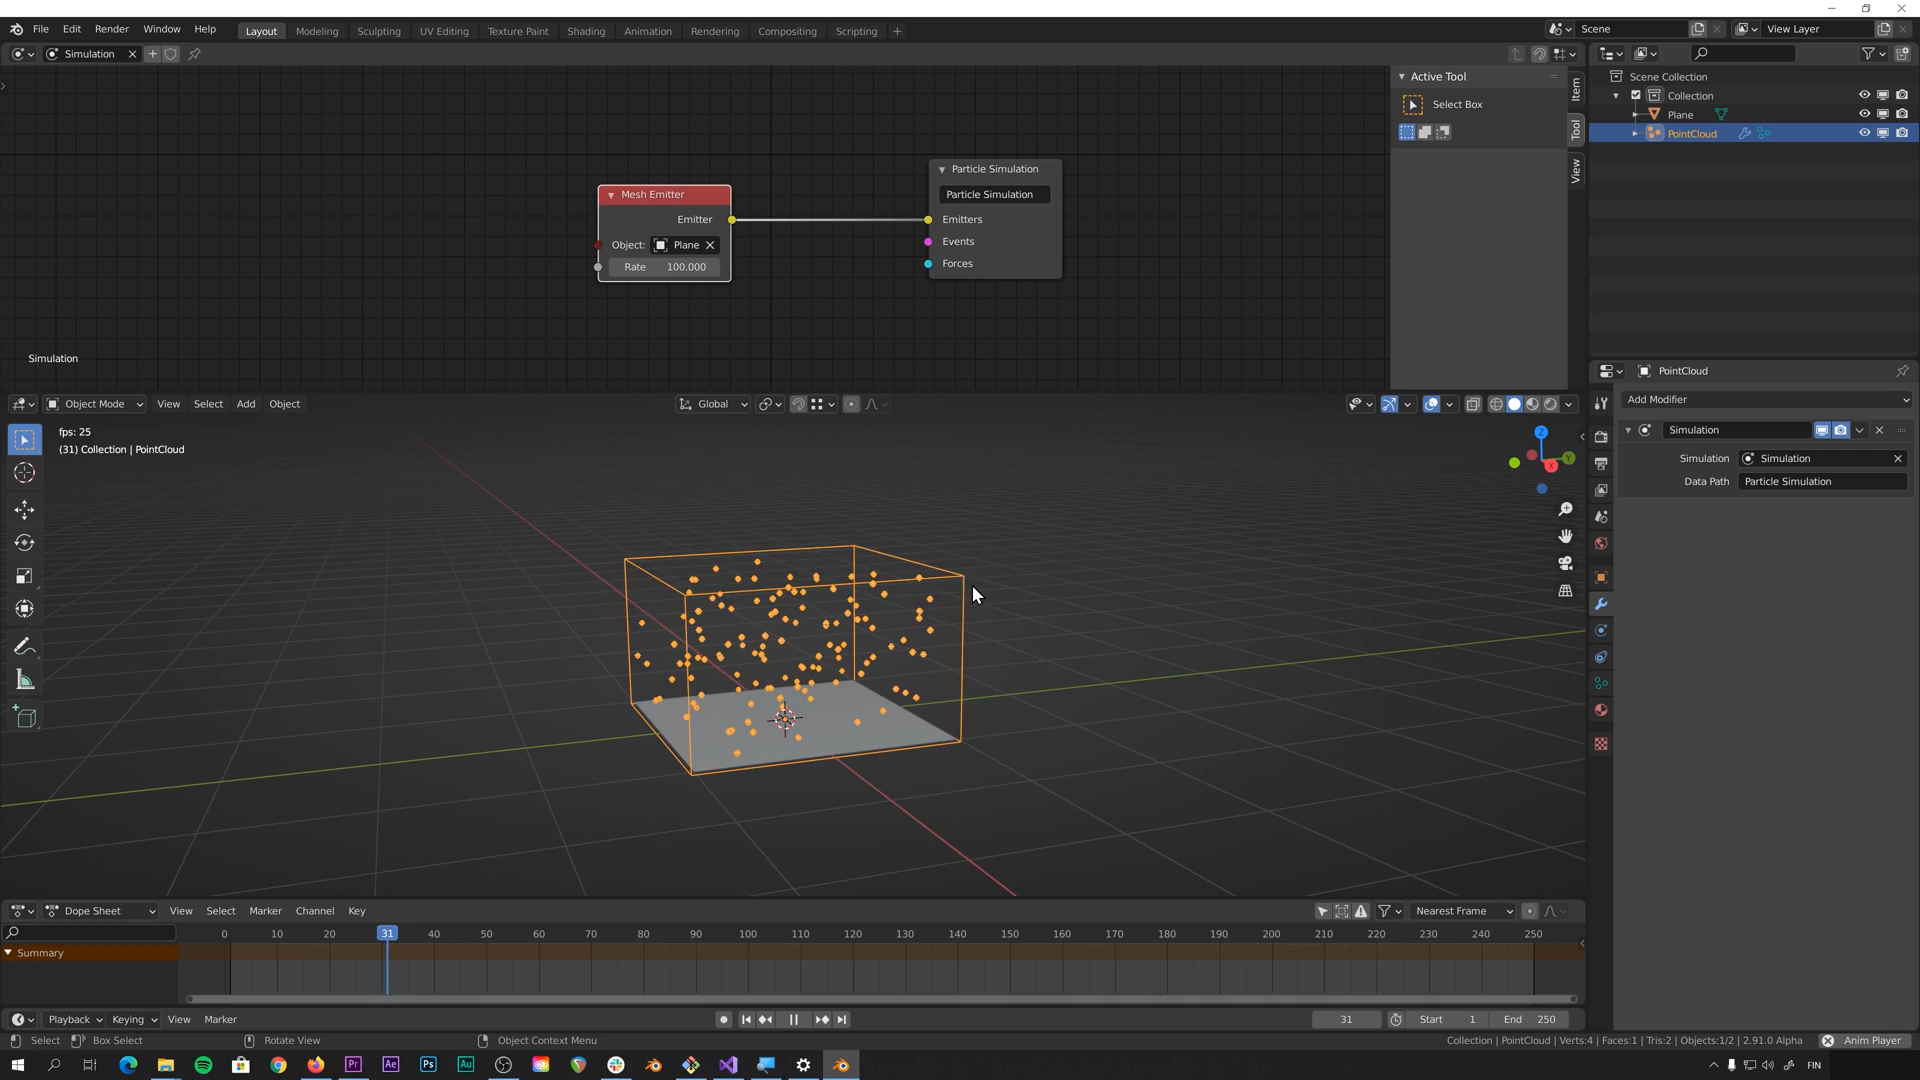 File Edit Render Window Help Layout Modeling Sculpting UV Editing Texture Paint Shading Animation Rendering Compositing Scripting + Scene View Layer
Simulation
Active Tool
Select Box
Item
Tool
View
Mesh Emitter
Emitter
Object: Plane
Rate 100.000
Particle Simulation
Particle Simulation
Emitters
Events
Forces
Simulation
Scene Collection
Collection
Plane
PointCloud
PointCloud
Add Modifier
Simulation
Simulation Simulation
Data Path Particle Simulation
Object Mode View Select Add Object Global
fps: 25
(31) Collection | PointCloud
Z
Y
X
Dope Sheet View Select Marker Channel Key Nearest Frame
0 10 20 31 40 50 60 70 80 90 100 110 120 130 140 150 160 170 180 190 200 210 220 230 240 250
Summary
Playback Keying View Marker 31 Start 1 End 250
Select Box Select Rotate View Object Context Menu Collection | PointCloud | Verts:4 | Faces:1 | Tris:2 | Objects:1/2 | 2.91.0 Alpha Anim Player
Pr Ae Ps Au FIN